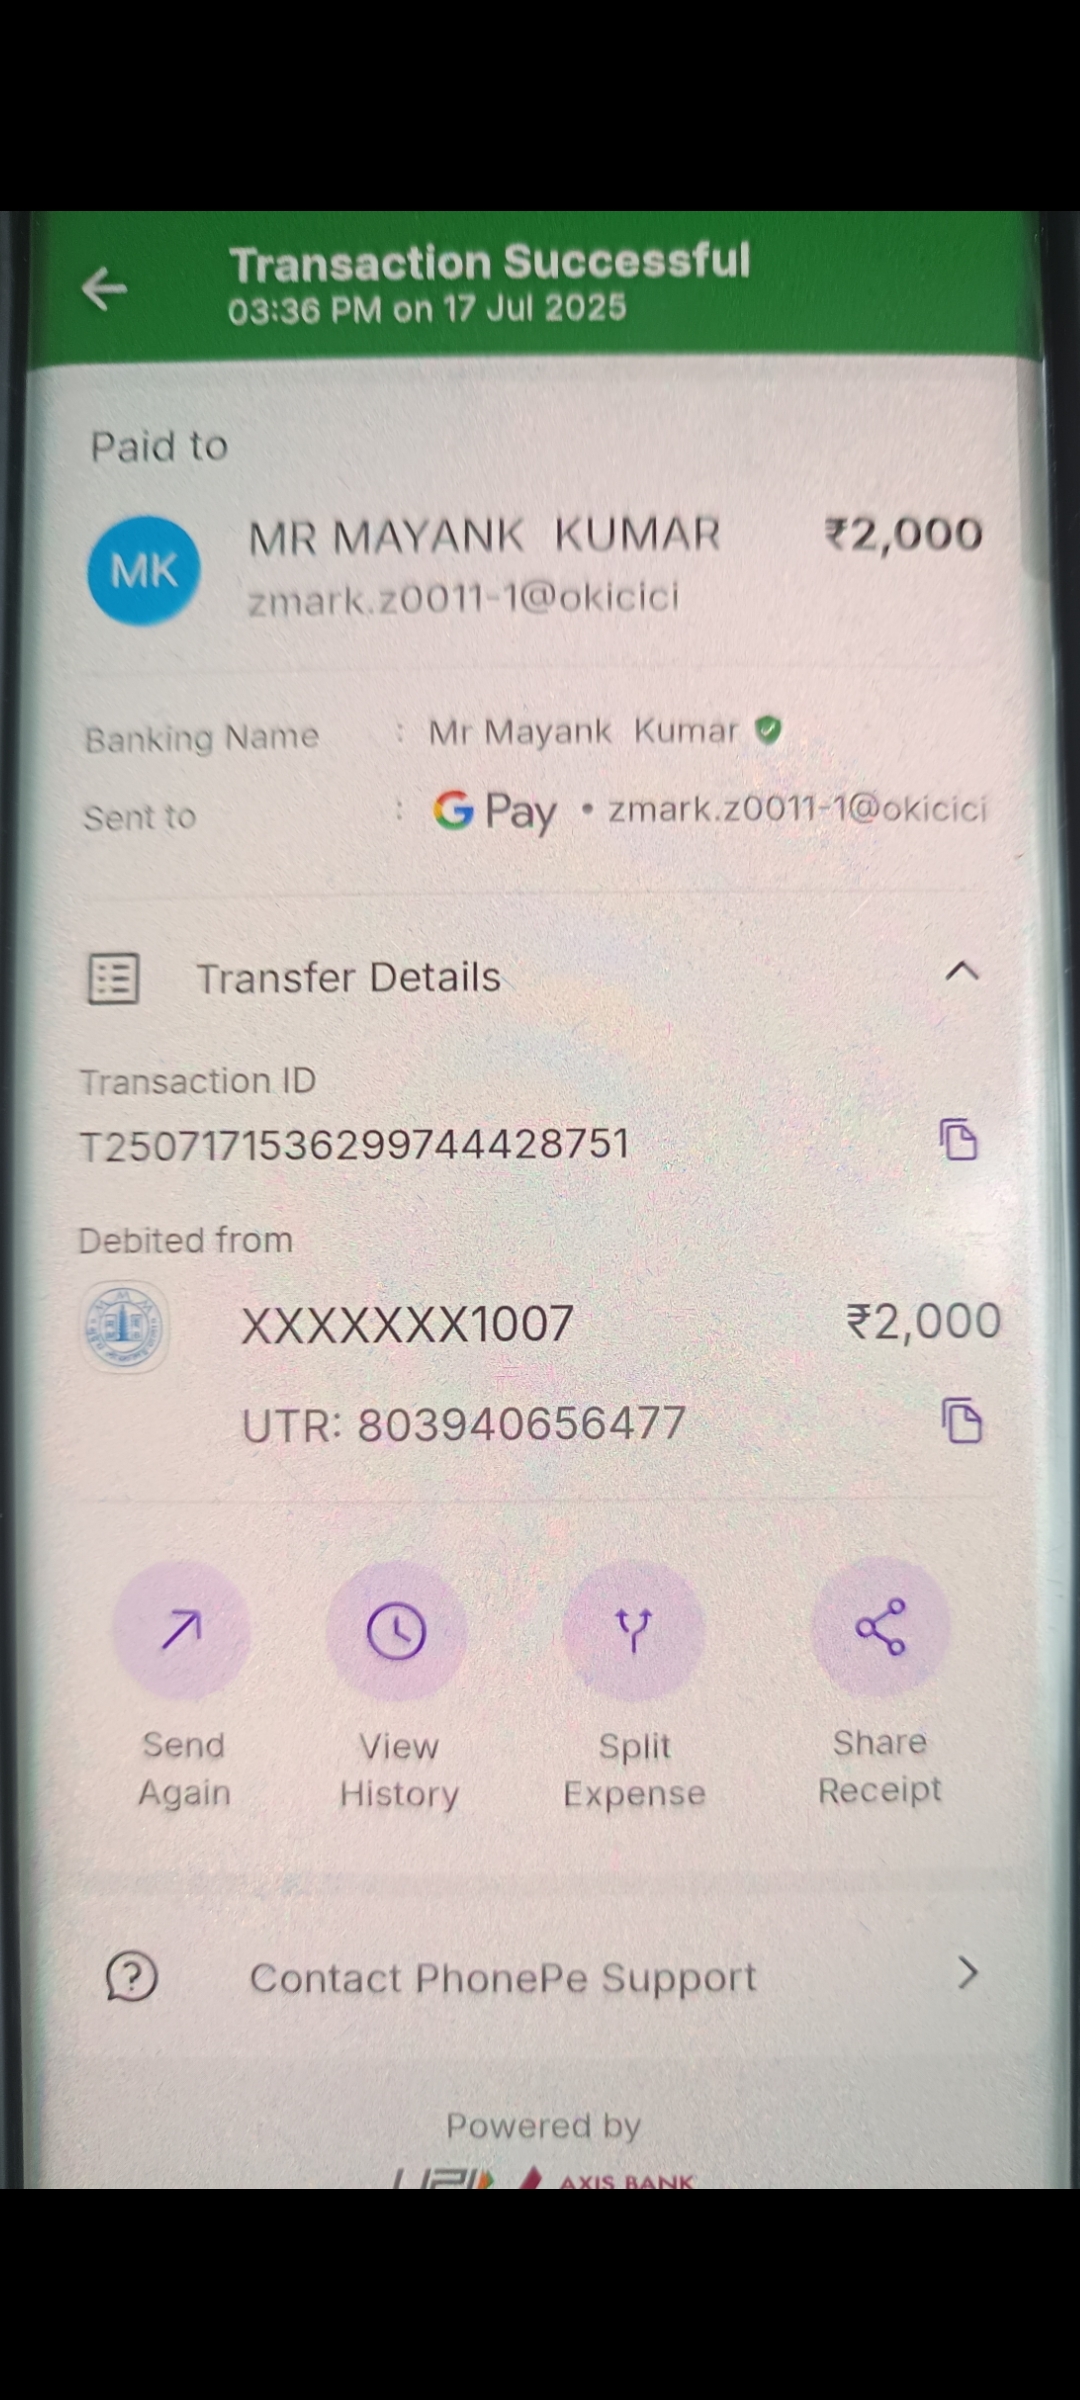 Transaction Successful
03:36 PM on 17 Jul 2025
Paid to
MK
MR MAYANK KUMAR ₹2,000
zmark.z0011-1@okicici
Banking Name : Mr Mayank Kumar
Sent to : G Pay • zmark.z0011-1@okicici
Transfer Details
Transaction ID
T2507171536299744428751
Debited from
XXXXXXX1007 ₹2,000
UTR: 803940656477
Send Again
View History
Split Expense
Share Receipt
Contact PhonePe Support
Powered by
UPI AXIS BANK